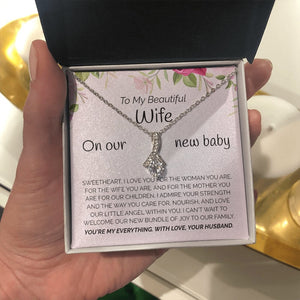 To My Beautiful
Wife
On our new baby
SWEETHEART, I LOVE YOU FOR THE WOMAN YOU ARE,
FOR THE WIFE YOU ARE, AND FOR THE MOTHER YOU
ARE FOR OUR CHILDREN. I ADMIRE YOUR STRENGTH
AND THE WAY YOU CARE FOR, NOURISH, AND LOVE
OUR LITTLE ANGEL WITHIN YOU. I CAN'T WAIT TO
WELCOME OUR NEW BUNDLE OF JOY TO OUR FAMILY.
YOU'RE MY EVERYTHING. WITH LOVE, YOUR HUSBAND.